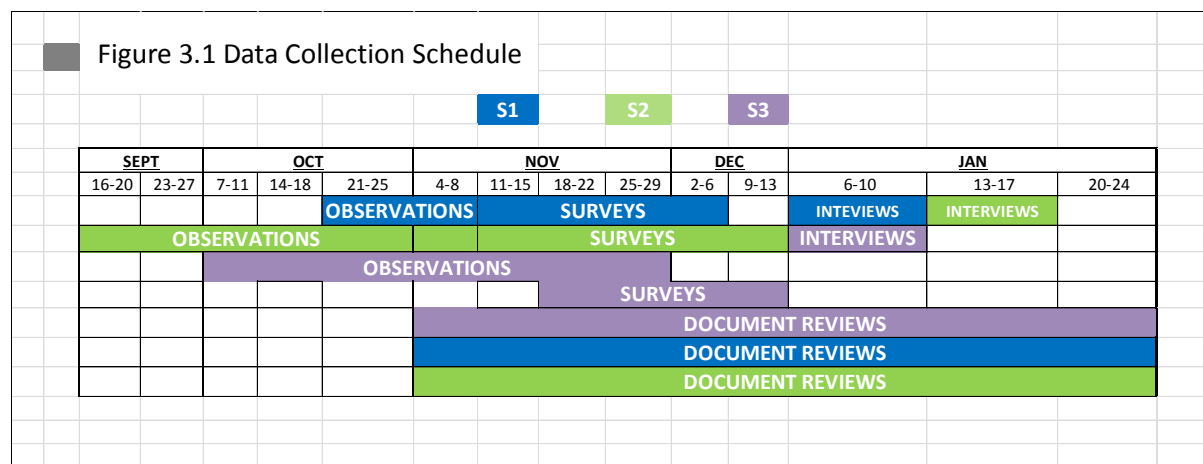 Figure 3.1 Data Collection Schedule
S1 S2 S3
SEPT OCT NOV DEC JAN
16-20 23-27 7-11 14-18 21-25 4-8 11-15 18-22 25-29 2-6 9-13 6-10 13-17 20-24
OBSERVATIONS SURVEYS INTEVIEWS INTERVIEWS
OBSERVATIONS SURVEYS INTERVIEWS
OBSERVATIONS
SURVEYS
DOCUMENT REVIEWS
DOCUMENT REVIEWS
DOCUMENT REVIEWS